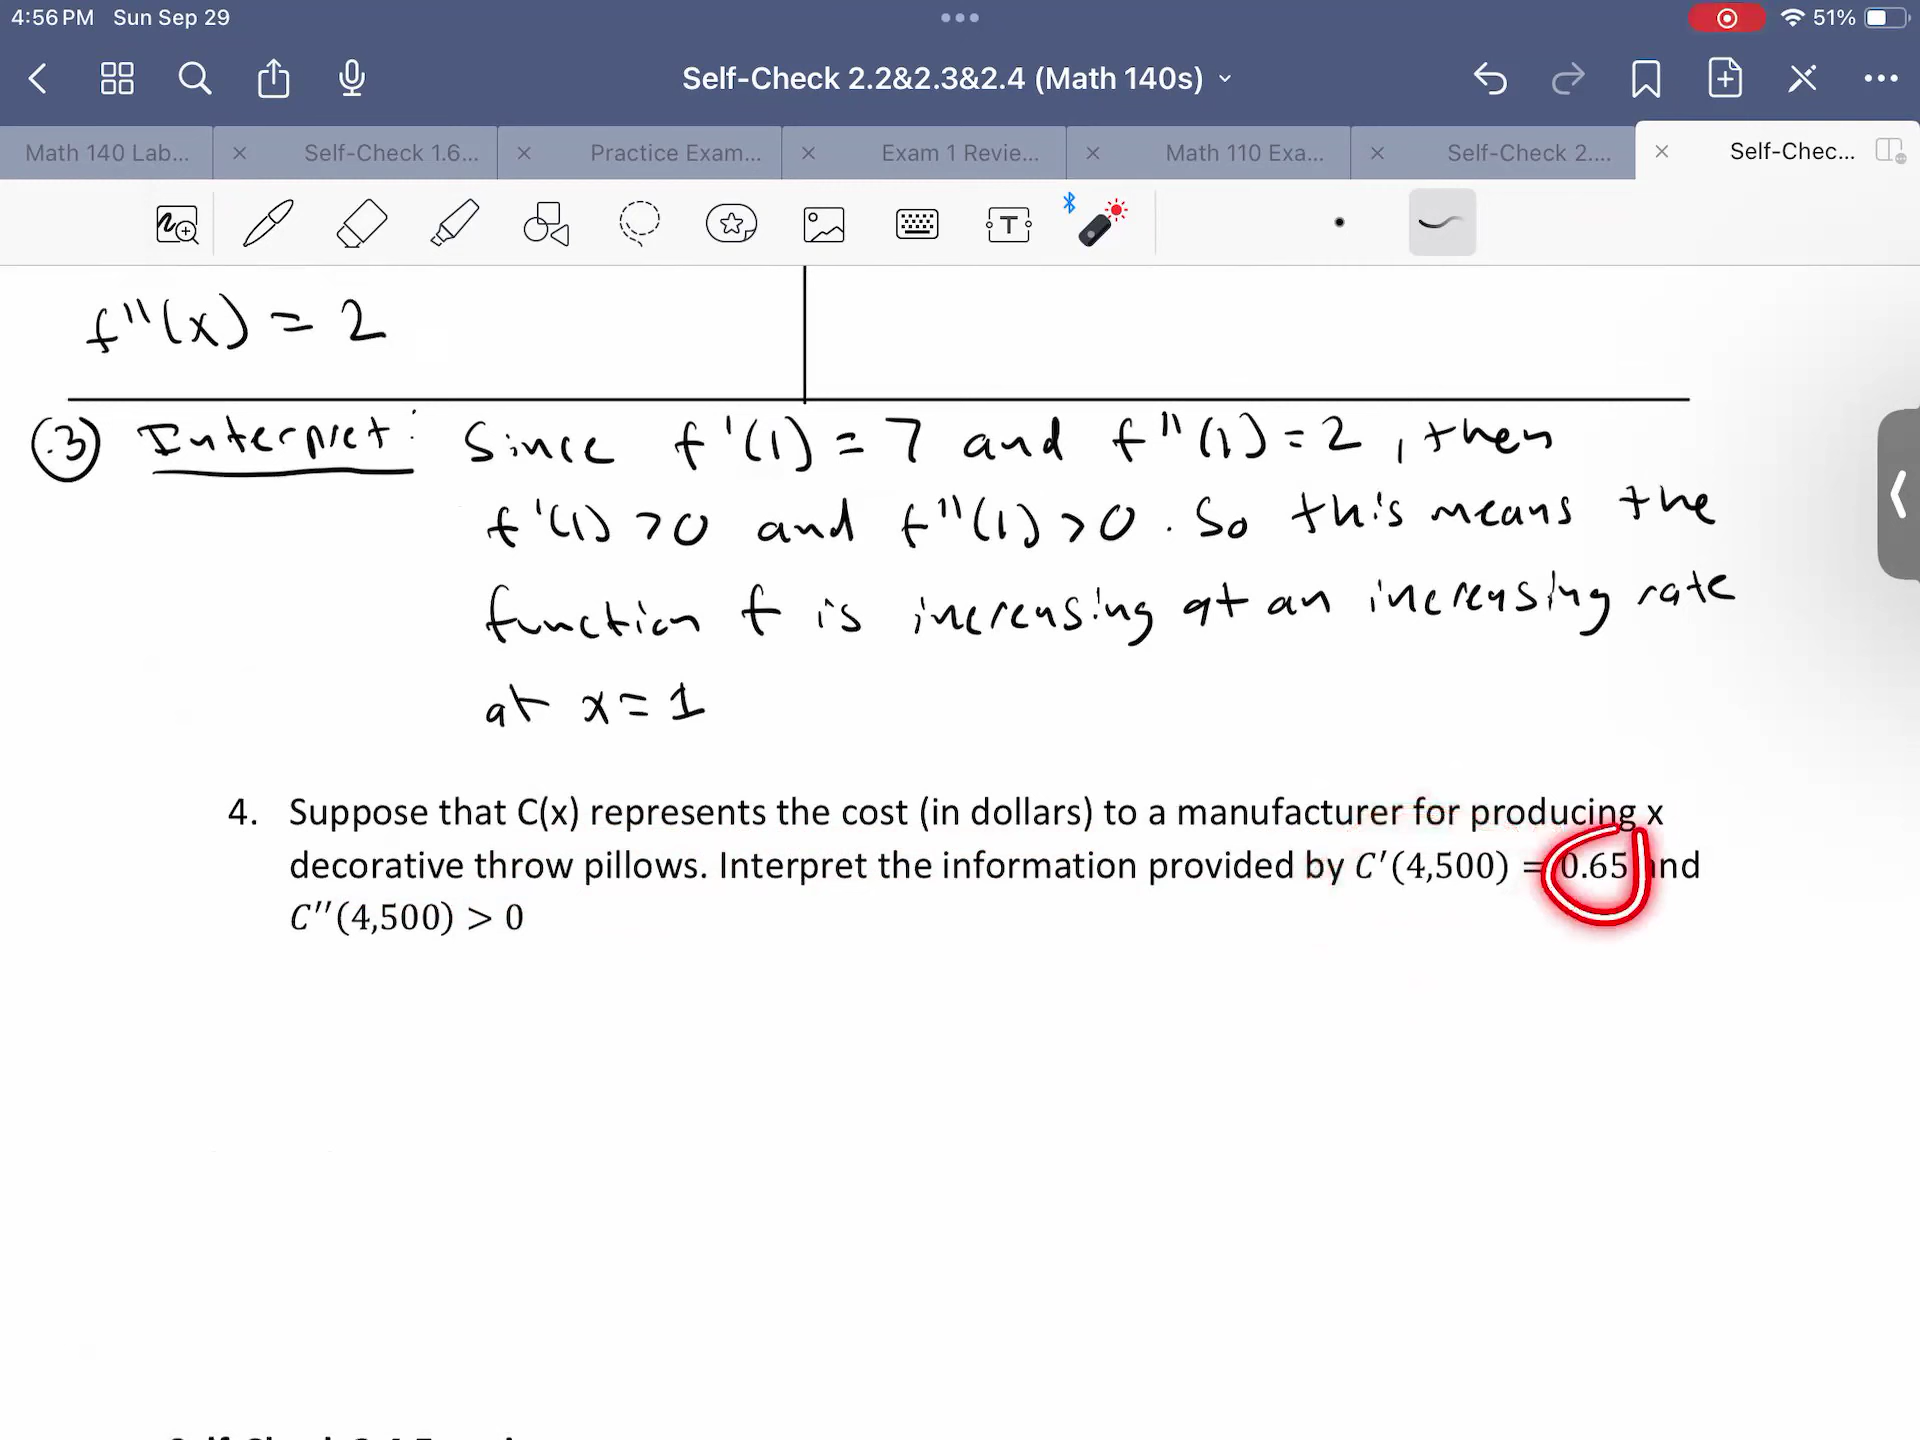 4:56 PM Sun Sep 29
51%
Self-Check 2.2&2.3&2.4 (Math 140s)
Math 140 Lab... Self-Check 1.6... Practice Exam... Exam 1 Revie... Math 110 Exa... Self-Check 2.... Self-Chec...
f''(x) = 2
(3) Interpret: Since f'(1) = 7 and f''(1) = 2, then
f'(1) > 0 and f''(1) > 0. So this means the
function f is increasing at an increasing rate
at x = 1
4. Suppose that C(x) represents the cost (in dollars) to a manufacturer for producing x
decorative throw pillows. Interpret the information provided by C′(4,500) = 0.65 and
C′′(4,500) > 0